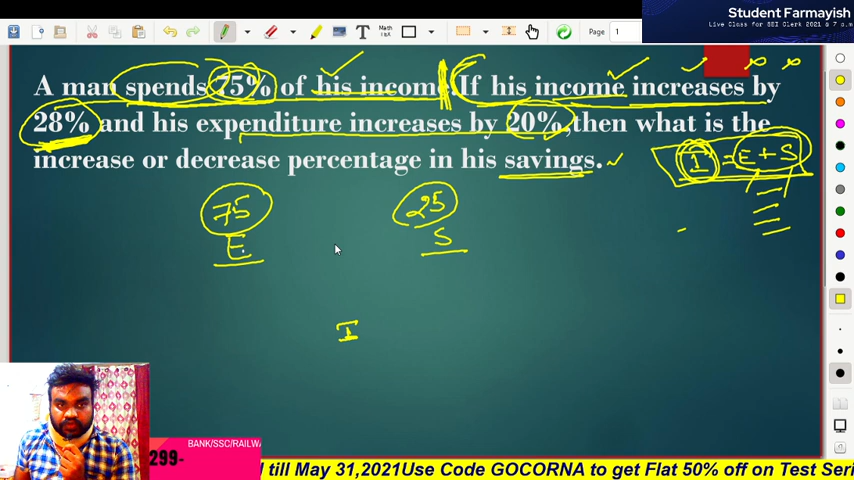 Student Farmayish
Live Class for SBI Clerk 2021 @ 7 a.m
Page 1
Math
A man spends 75% of his income. If his income increases by
28% and his expenditure increases by 20%, then what is the
increase or decrease percentage in his savings.
I = E + S
75
25
E
S
I
BANK/SSC/RAILWA
299-
l till May 31,2021Use Code GOCORNA to get Flat 50% off on Test Seri